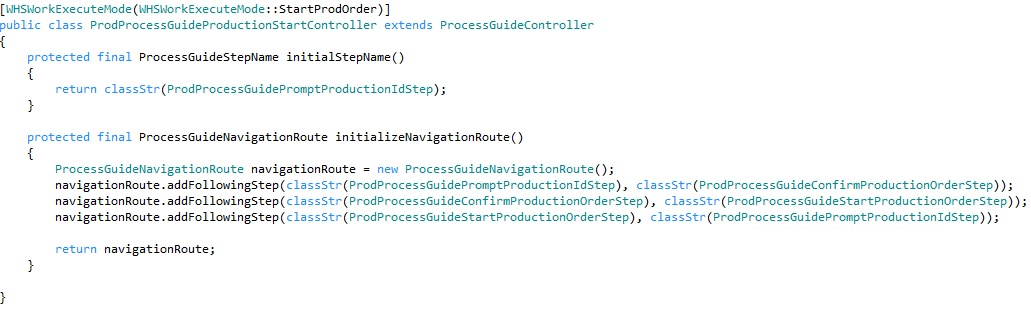 [WHSWorkExecuteMode(WHSWorkExecuteMode::StartProdOrder)]
public class ProdProcessGuideProductionStartController extends ProcessGuideController
{
    protected final ProcessGuideStepName initialStepName()
    {
        return classStr(ProdProcessGuidePromptProductionIdStep);
    }

    protected final ProcessGuideNavigationRoute initializeNavigationRoute()
    {
        ProcessGuideNavigationRoute navigationRoute = new ProcessGuideNavigationRoute();
        navigationRoute.addFollowingStep(classStr(ProdProcessGuidePromptProductionIdStep), classStr(ProdProcessGuideConfirmProductionOrderStep));
        navigationRoute.addFollowingStep(classStr(ProdProcessGuideConfirmProductionOrderStep), classStr(ProdProcessGuideStartProductionOrderStep));
        navigationRoute.addFollowingStep(classStr(ProdProcessGuideStartProductionOrderStep), classStr(ProdProcessGuidePromptProductionIdStep));

        return navigationRoute;
    }

}